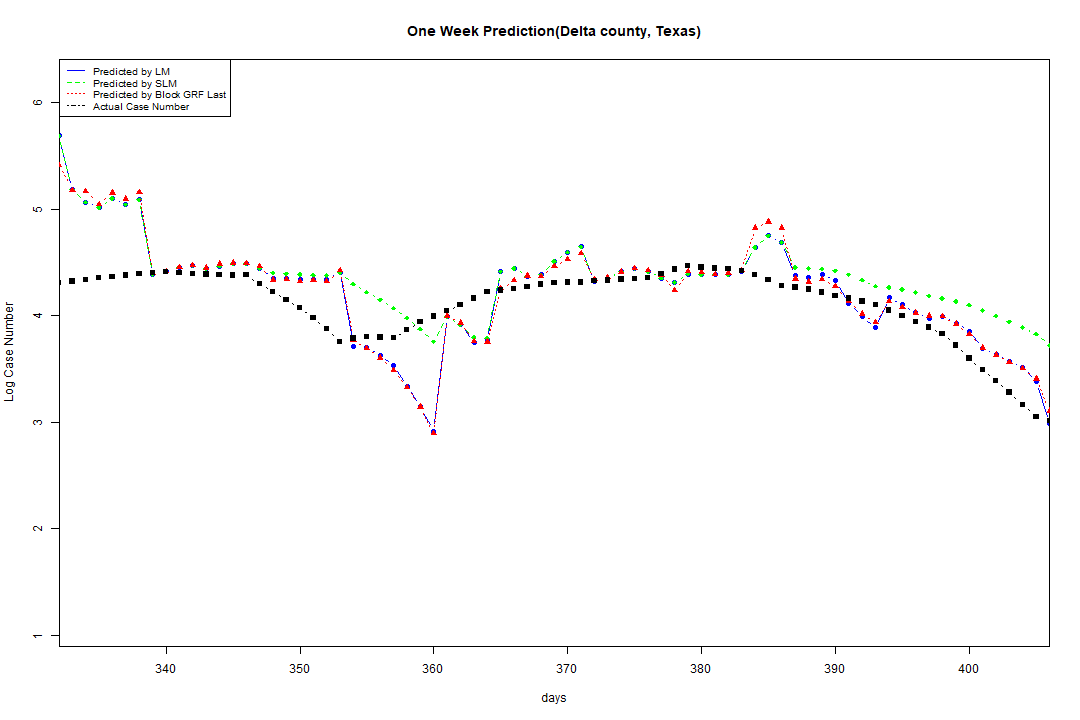 One Week Prediction(Delta county, Texas)
Predicted by LM
Predicted by SLM
Predicted by Block GRF Last
Actual Case Number
6
5
4
3
2
1
Log Case Number
340 350 360 370 380 390 400
days